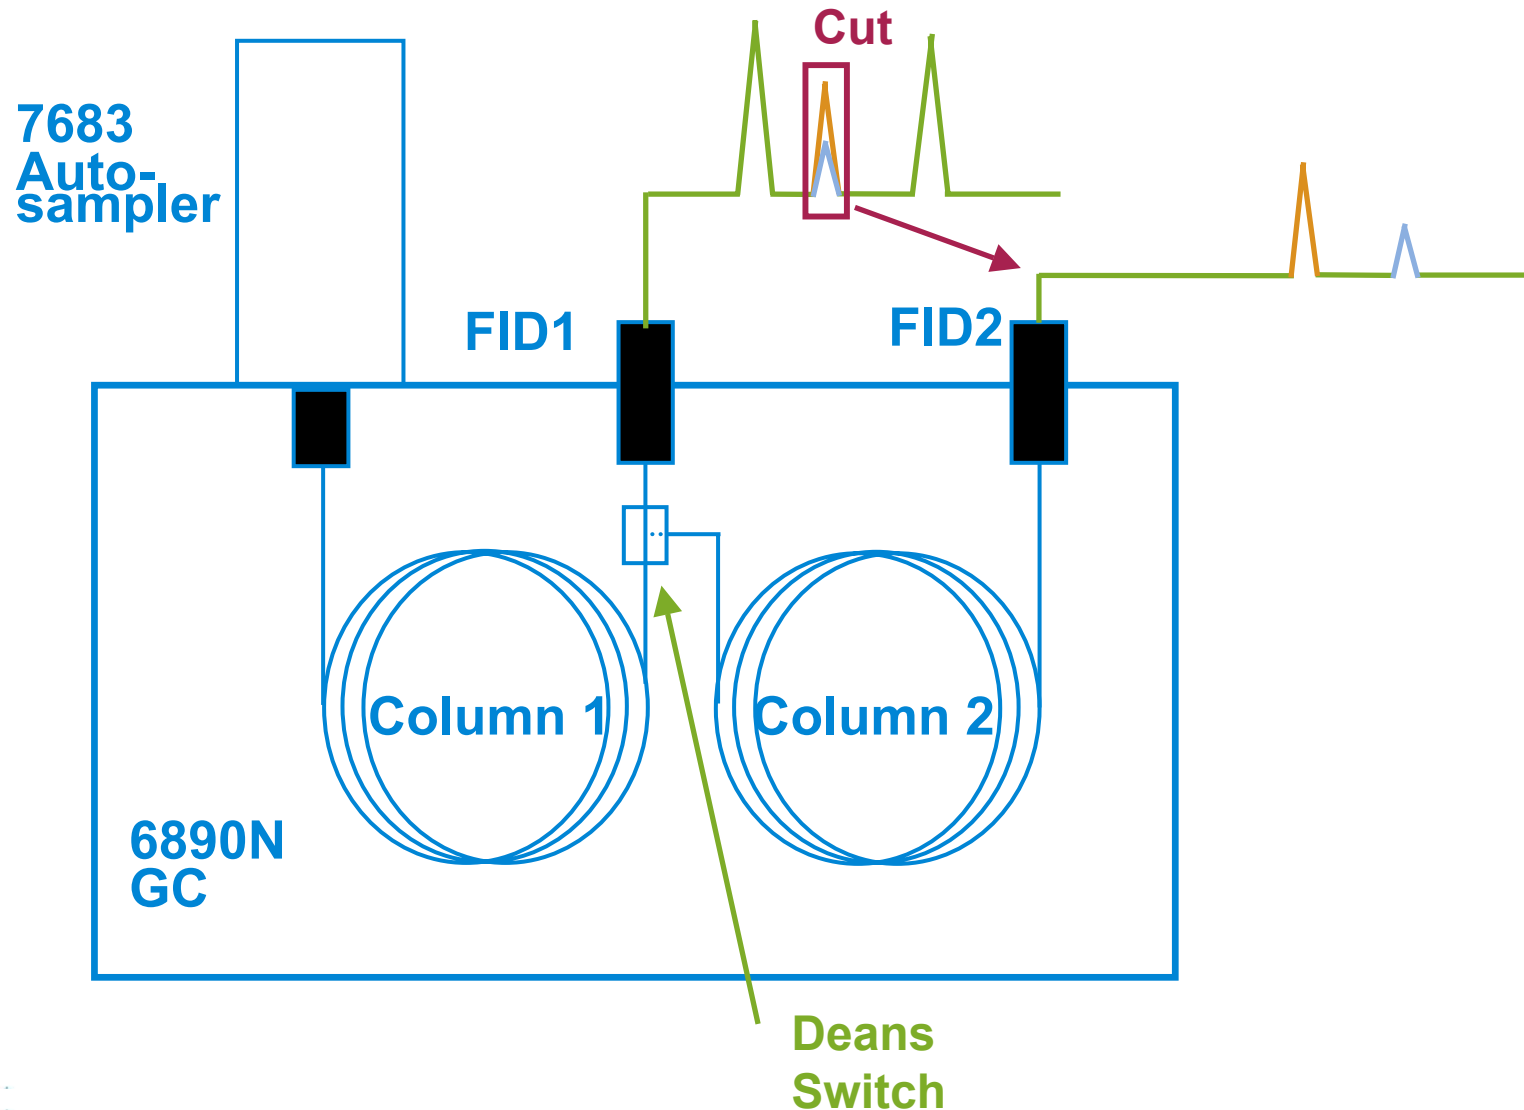 Cut
7683
Auto-
sampler
FID1
FID2
Column 1
Column 2
6890N
GC
Deans
Switch